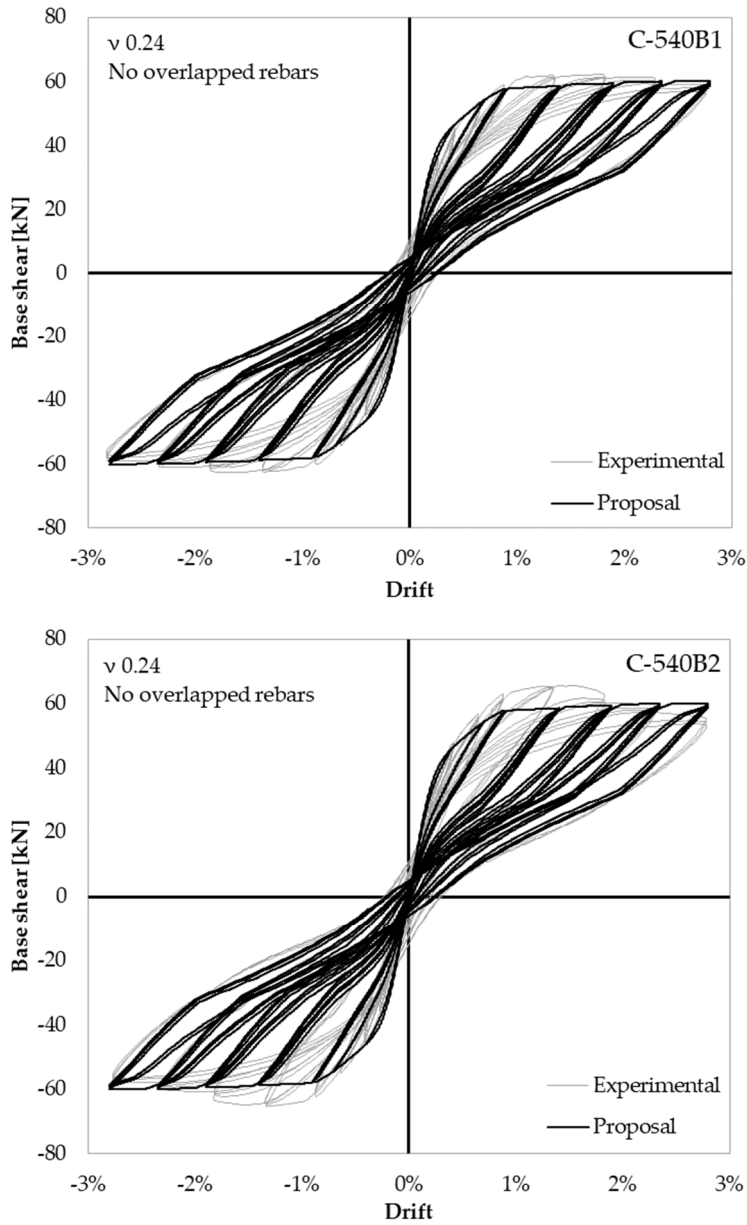 80
ν 0.24
C-540B1
No overlapped rebars
60
40
20
Base shear [kN]
0
-20
-40
-60
Experimental
Proposal
-80
-3%
-2%
-1%
0%
1%
2%
3%
Drift
80
ν 0.24
C-540B2
No overlapped rebars
60
40
20
Base shear [kN]
0
-20
-40
-60
Experimental
Proposal
-80
-3%
-2%
-1%
0%
1%
2%
3%
Drift